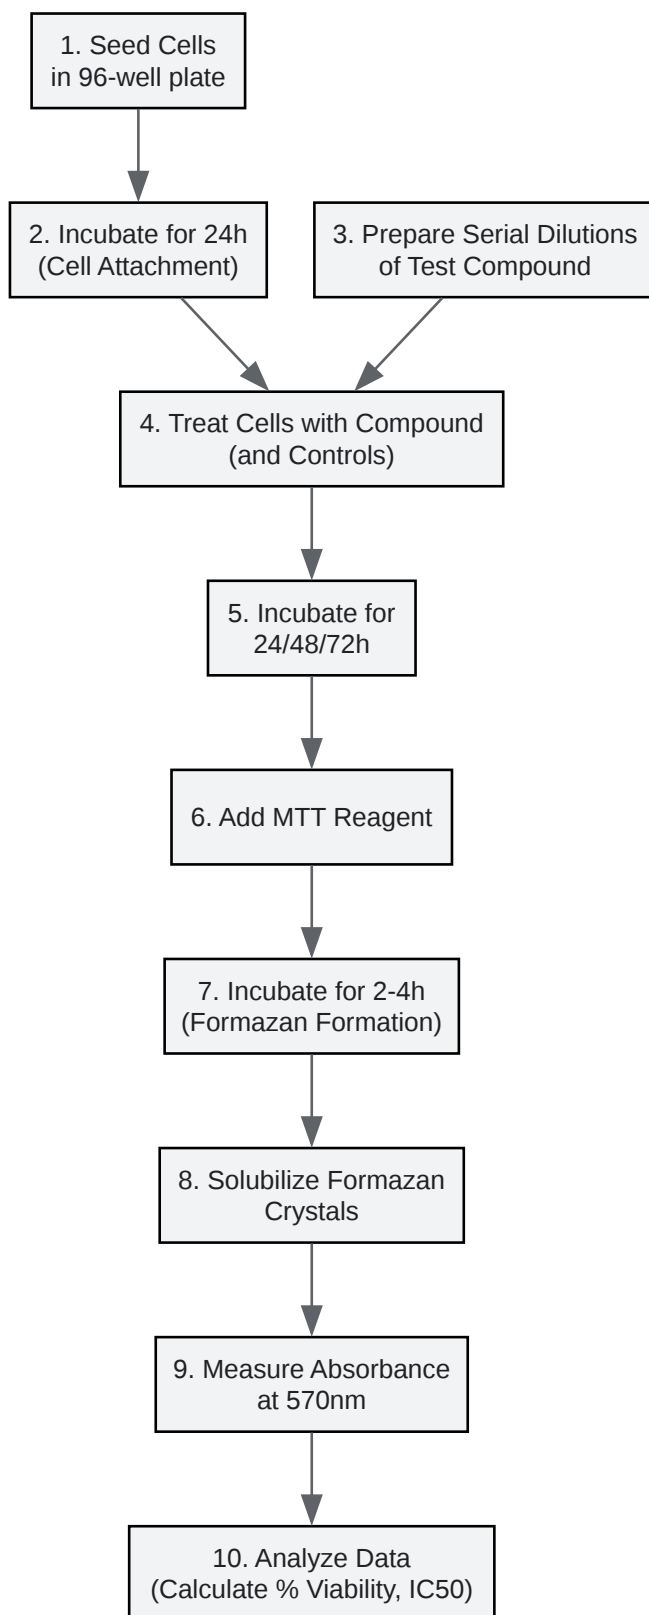 1. Seed Cells
in 96-well plate
2. Incubate for 24h
(Cell Attachment)
3. Prepare Serial Dilutions
of Test Compound
4. Treat Cells with Compound
(and Controls)
5. Incubate for
24/48/72h
6. Add MTT Reagent
7. Incubate for 2-4h
(Formazan Formation)
8. Solubilize Formazan
Crystals
9. Measure Absorbance
at 570nm
10. Analyze Data
(Calculate % Viability, IC50)